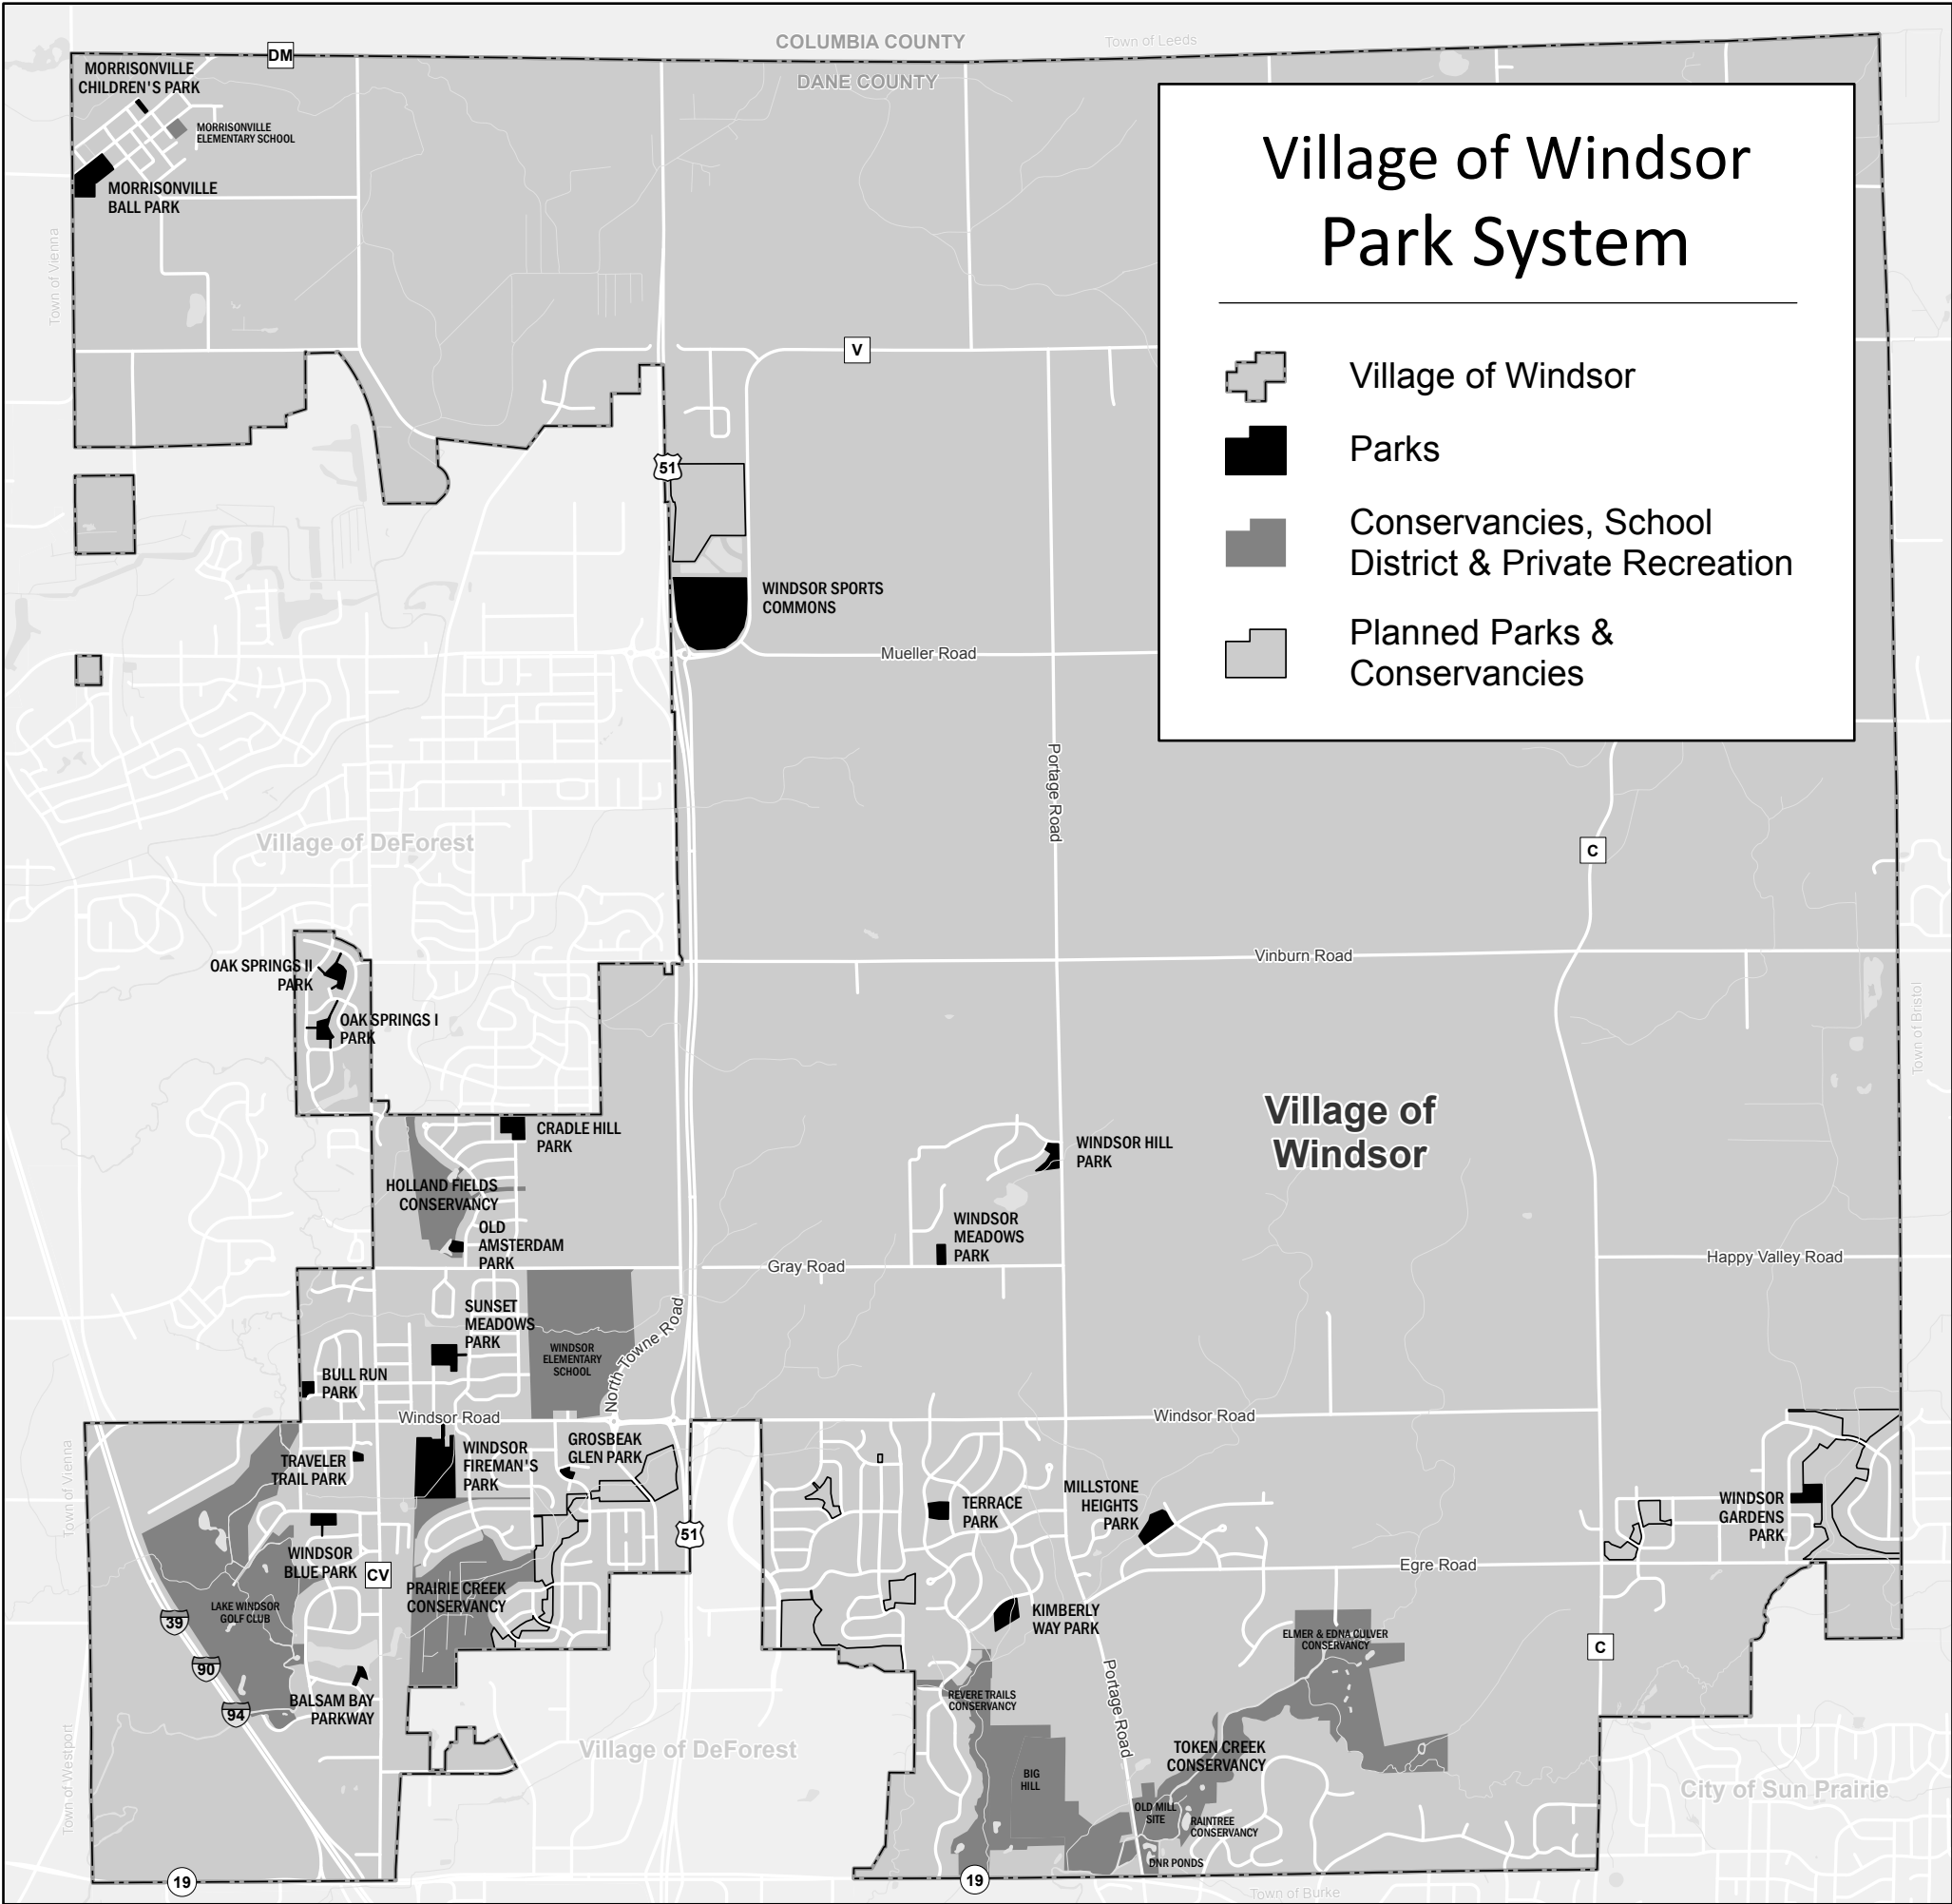 COLUMBIA COUNTY
Town of Leeds
DM
DANE COUNTY
MORRISONVILLE
CHILDREN'S PARK
MORRISONVILLE
ELEMENTARY SCHOOL
MORRISONVILLE
BALL PARK
Town of Vienna
Village of Windsor
Park System
Village of Windsor
Parks
Conservancies, School
District & Private Recreation
Planned Parks &
Conservancies
V
51
WINDSOR SPORTS
COMMONS
Mueller Road
Portage Road
Village of DeForest
C
Vinburn Road
OAK SPRINGS II
PARK
OAK SPRINGS I
PARK
Town of Bristol
Village of
Windsor
CRADLE HILL
PARK
WINDSOR HILL
PARK
HOLLAND FIELDS
CONSERVANCY
OLD
AMSTERDAM
PARK
WINDSOR
MEADOWS
PARK
Gray Road
Happy Valley Road
SUNSET
MEADOWS
PARK
WINDSOR
ELEMENTARY
SCHOOL
North Towne Road
BULL RUN
PARK
Windsor Road
Windsor Road
TRAVELER
TRAIL PARK
WINDSOR
FIREMAN'S
PARK
GROSBEAK
GLEN PARK
Town of Vienna
TERRACE
PARK
MILLSTONE
HEIGHTS
PARK
WINDSOR
GARDENS
PARK
51
WINDSOR
BLUE PARK
CV
Egre Road
PRAIRIE CREEK
CONSERVANCY
LAKE WINDSOR
GOLF CLUB
39
90
94
KIMBERLY
WAY PARK
ELMER & EDNA CULVER
CONSERVANCY
C
BALSAM BAY
PARKWAY
REVERE TRAILS
CONSERVANCY
Portage Road
Town of Westport
Village of DeForest
TOKEN CREEK
CONSERVANCY
BIG
HILL
City of Sun Prairie
OLD MILL
SITE
RAINTREE
CONSERVANCY
DNR PONDS
19
19
Town of Burke